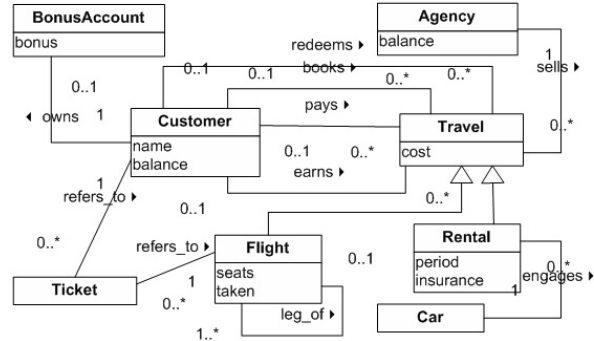 BonusAccount
bonus
Agency
balance
redeems
1
0..1
0..1
books
0..*
0..*
sells
0..1
pays
owns
1
Customer
Travel
0..*
name
balance
cost
0..1
0..*
earns
1
refers_to
0..*
0..1
0..*
refers_to
Flight
Rental
0..1
seats
taken
period
insurance
0..*
engages
1
1
Ticket
0..*
leg_of
Car
1..*